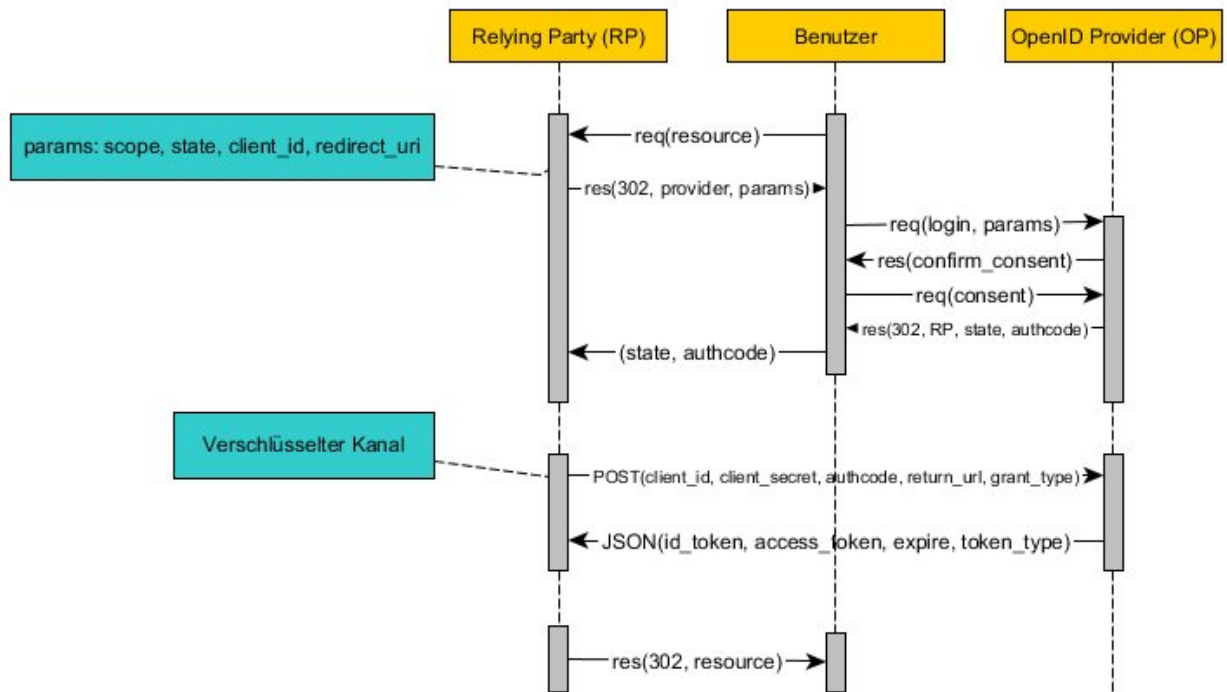 Relying Party (RP)
Benutzer
OpenID Provider (OP)
req(resource)
params: scope, state, client_id, redirect_uri
res(302, provider, params)
req(login, params)
res(confirm_consent)
req(consent)
res(302, RP, state, authcode)
(state, authcode)
Verschlüsselter Kanal
POST(client_id, client_secret, authcode, return_url, grant_type)
JSON(id_token, access_token, expire, token_type)
res(302, resource)